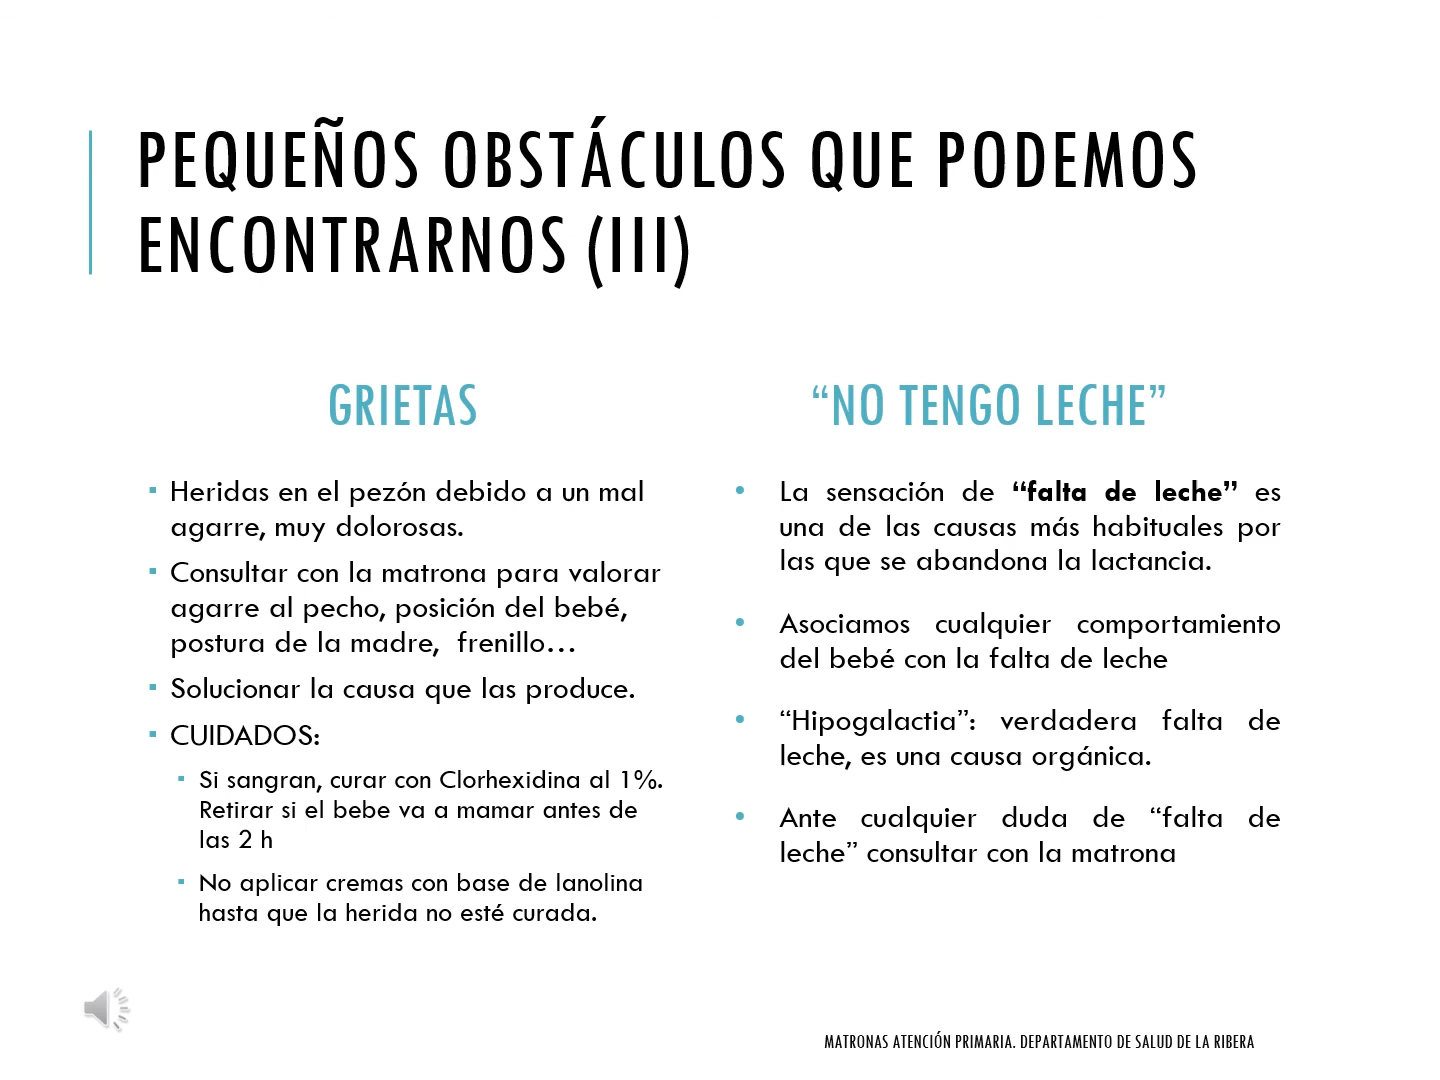 PEQUEÑOS OBSTÁCULOS QUE PODEMOS
ENCONTRARNOS (III)
GRIETAS
▪ Heridas en el pezón debido a un mal
agarre, muy dolorosas.
▪ Consultar con la matrona para valorar
agarre al pecho, posición del bebé,
postura de la madre,  frenillo…
▪ Solucionar la causa que las produce.
▪ CUIDADOS:
▪ Si sangran, curar con Clorhexidina al 1%.
Retirar si el bebe va a mamar antes de
las 2 h
▪ No aplicar cremas con base de lanolina
hasta que la herida no esté curada.
“NO TENGO LECHE”
• La sensación de “falta de leche” es
una de las causas más habituales por
las que se abandona la lactancia.
• Asociamos cualquier comportamiento
del bebé con la falta de leche
• “Hipogalactia”: verdadera falta de
leche, es una causa orgánica.
• Ante cualquier duda de “falta de
leche” consultar con la matrona
MATRONAS ATENCIÓN PRIMARIA. DEPARTAMENTO DE SALUD DE LA RIBERA